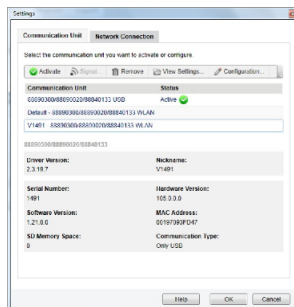 Settings
Communication Unit Network Connection
Select the communication unit you want to activate or configure.
Activate Signal... Remove View Settings... Configuration...
Communication Unit Status
88890300/88890020/88840133 USB Active
Default - 88890300/88890020/88840133 WLAN
V1491 - 88890300/88890020/88840133 WLAN
88890300/88890020/88840133
Driver Version: Nickname:
2.3.18.7 V1491
Serial Number: Hardware Version:
1491 105.0.0.0
Software Version: MAC Address:
1.21.0.0 00197093FD47
SD Memory Space: Communication Type:
0 Only USB
Help OK Cancel